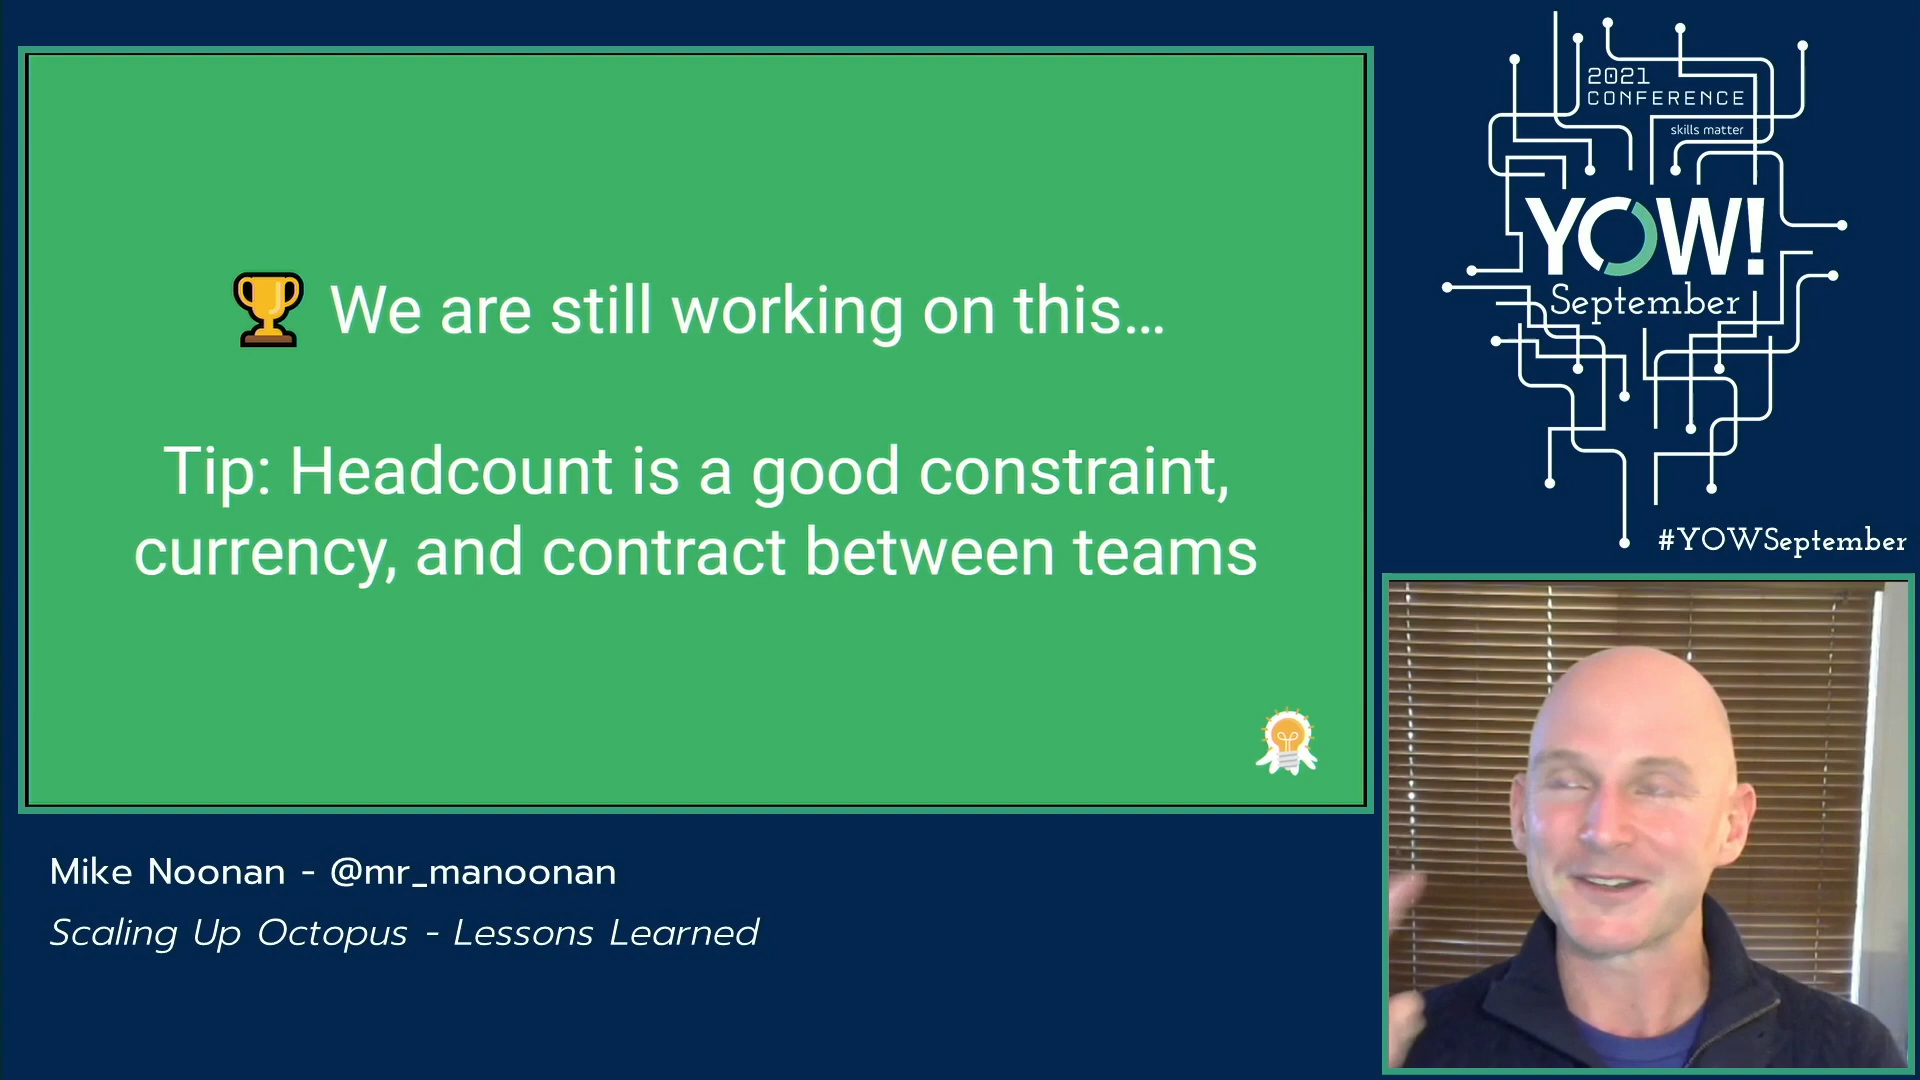 2021
CONFERENCE
skills matter
YOW!
September
#YOWSeptember
🏆 We are still working on this...
Tip: Headcount is a good constraint,
currency, and contract between teams
Mike Noonan - @mr_manoonan
Scaling Up Octopus - Lessons Learned